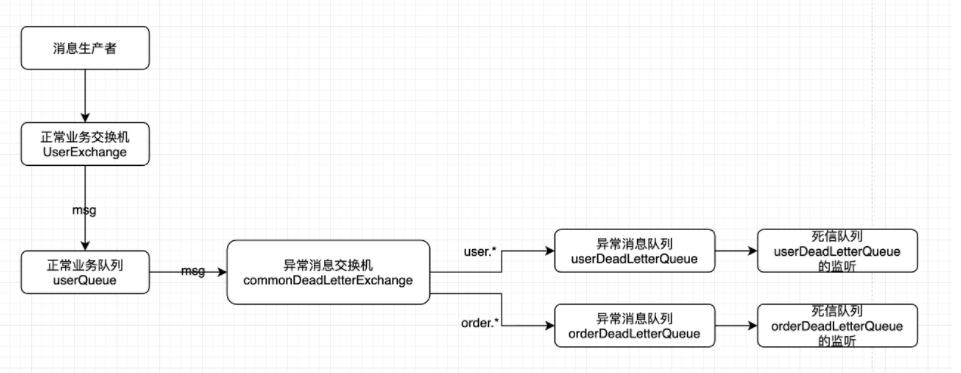 消息生产者
正常业务交换机
UserExchange
msg
正常业务队列
userQueue
msg
异常消息交换机
commonDeadLetterExchange
user.*
异常消息队列
userDeadLetterQueue
死信队列
userDeadLetterQueue
的监听
order.*
异常消息队列
orderDeadLetterQueue
死信队列
orderDeadLetterQueue
的监听